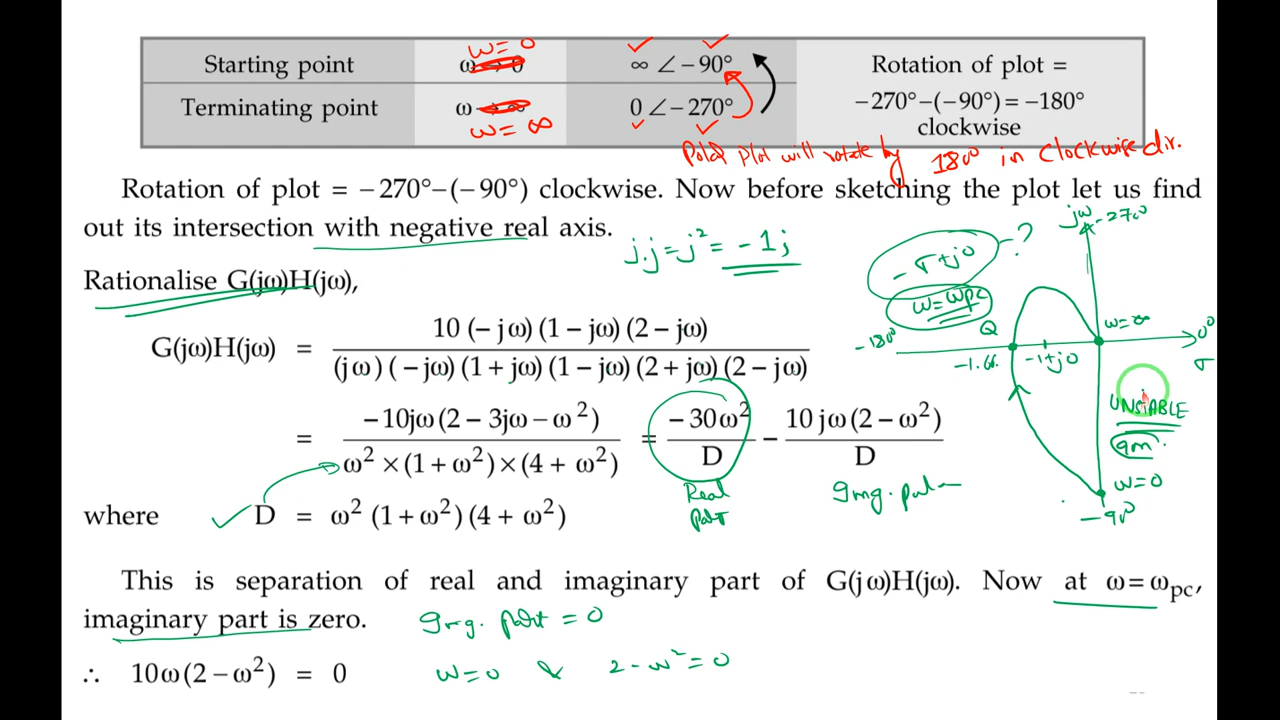 Starting point ω → 0 ω = 0 ∞ ∠ − 90° Rotation of plot =
Terminating point ω → ∞ ω = ∞ 0 ∠ − 270° −270° −(−90°) = −180°
clockwise
Polar plot will rotate by 180° in clockwise dir.
Rotation of plot = −270°−(−90°) clockwise. Now before sketching the plot let us find
out its intersection with negative real axis.
j.j = j² = −1j
Rationalise G(jω)H(jω),
G(jω)H(jω) = 10 (−jω) (1 − jω) (2 − jω) / (jω) (−jω) (1 + jω) (1 − jω) (2 + jω) (2 − jω)
= −10jω (2 − 3jω − ω²) / ω² × (1 + ω²) × (4 + ω²) = −30ω² / D − 10 jω (2 − ω²) / D
Real part
Img. part
where D = ω² (1 + ω²) (4 + ω²)
jω −270°
−σ+j0 − ?
ω = ωpc
Q
ω = ∞
0°
−180°
−1.66
−1+j0
σ
UNSTABLE
gm.
ω = 0
−90°
This is separation of real and imaginary part of G(jω)H(jω). Now at ω = ωpc,
imaginary part is zero. Img. part = 0
∴ 10ω(2 − ω²) = 0 ω = 0 & 2 − ω² = 0